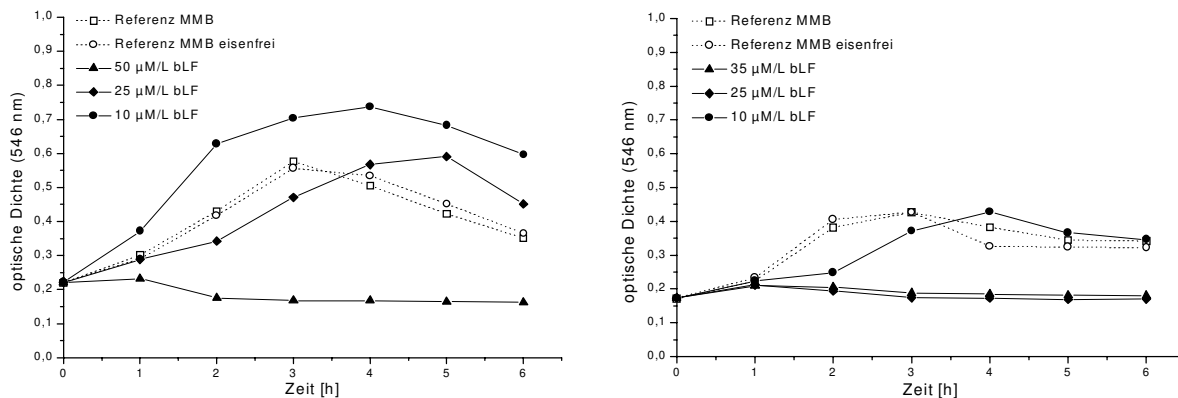 Referenz MMB
Referenz MMB eisenfrei
50 µM/L bLF
25 µM/L bLF
10 µM/L bLF
optische Dichte (546 nm)
1,0
0,9
0,8
0,7
0,6
0,5
0,4
0,3
0,2
0,1
0,0
0 1 2 3 4 5 6
Zeit [h]
Referenz MMB
Referenz MMB eisenfrei
35 µM/L bLF
25 µM/L bLF
10 µM/L bLF
optische Dichte (546 nm)
1,0
0,9
0,8
0,7
0,6
0,5
0,4
0,3
0,2
0,1
0,0
0 1 2 3 4 5 6
Zeit [h]